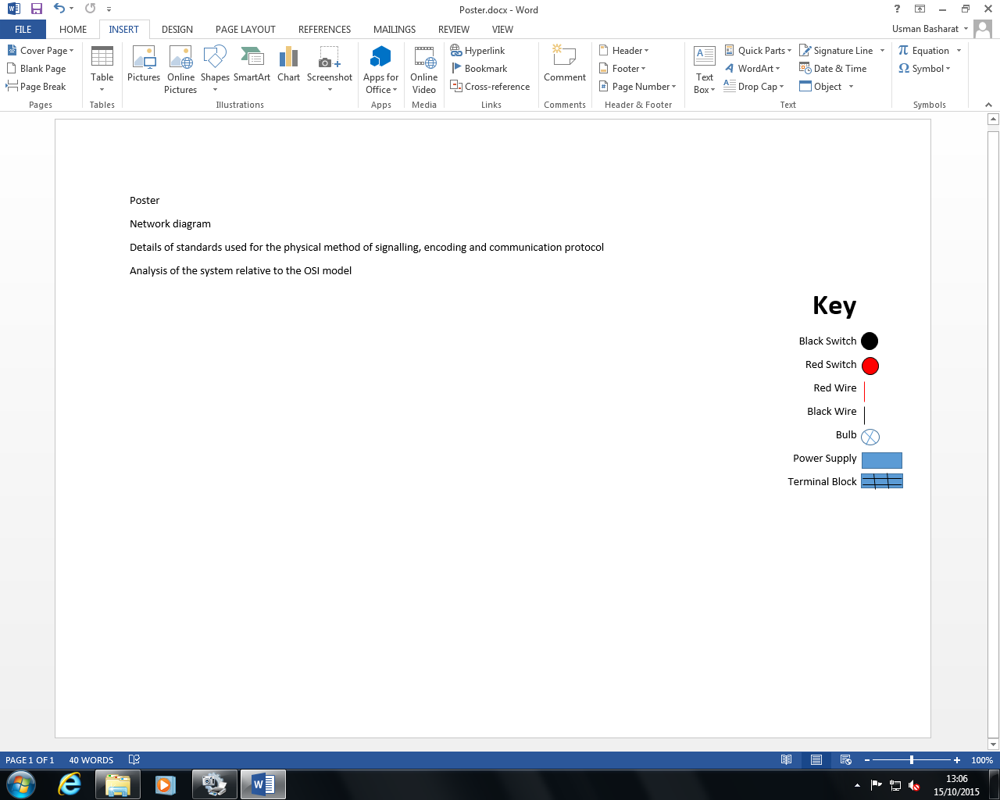 Poster.docx - Word
?
FILE HOME INSERT DESIGN PAGE LAYOUT REFERENCES MAILINGS REVIEW VIEW Usman Basharat
Cover Page
Blank Page
Page Break
Pages
Table
Tables
Pictures
Online Pictures
Shapes
SmartArt
Chart
Screenshot
Illustrations
Apps for Office
Apps
Online Video
Media
Hyperlink
Bookmark
Cross-reference
Links
Comment
Comments
Header
Footer
Page Number
Header & Footer
Text Box
Quick Parts
WordArt
Drop Cap
Signature Line
Date & Time
Object
Text
Equation
Symbol
Symbols
Poster
Network diagram
Details of standards used for the physical method of signalling, encoding and communication protocol
Analysis of the system relative to the OSI model
Key
Black Switch
Red Switch
Red Wire
Black Wire
Bulb
Power Supply
Terminal Block
PAGE 1 OF 1 40 WORDS 100%
13:06
15/10/2015